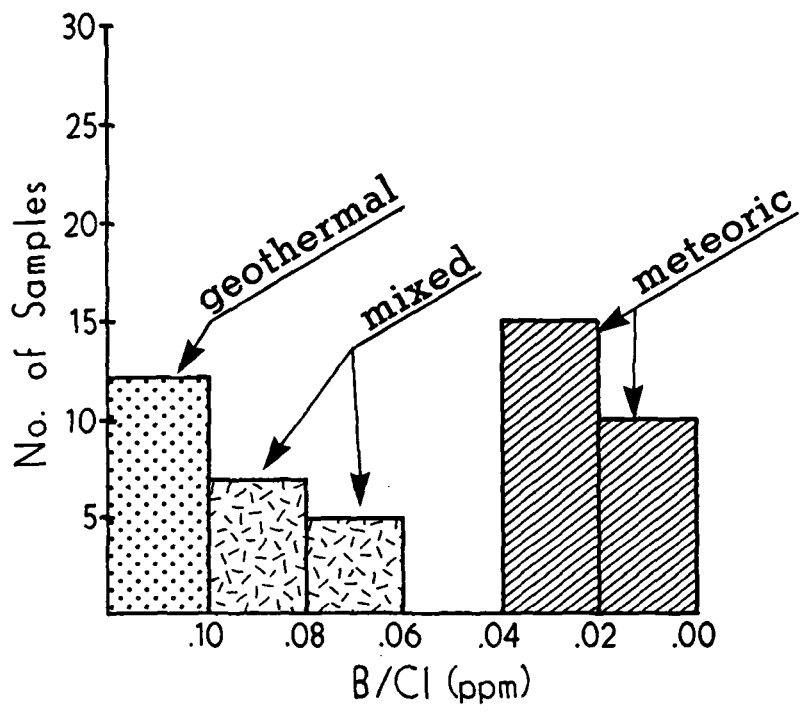 30
25
20
15
10
5
No. of Samples
geothermal
mixed
meteoric
.10 .08 .06 .04 .02 .00
B/Cl (ppm)